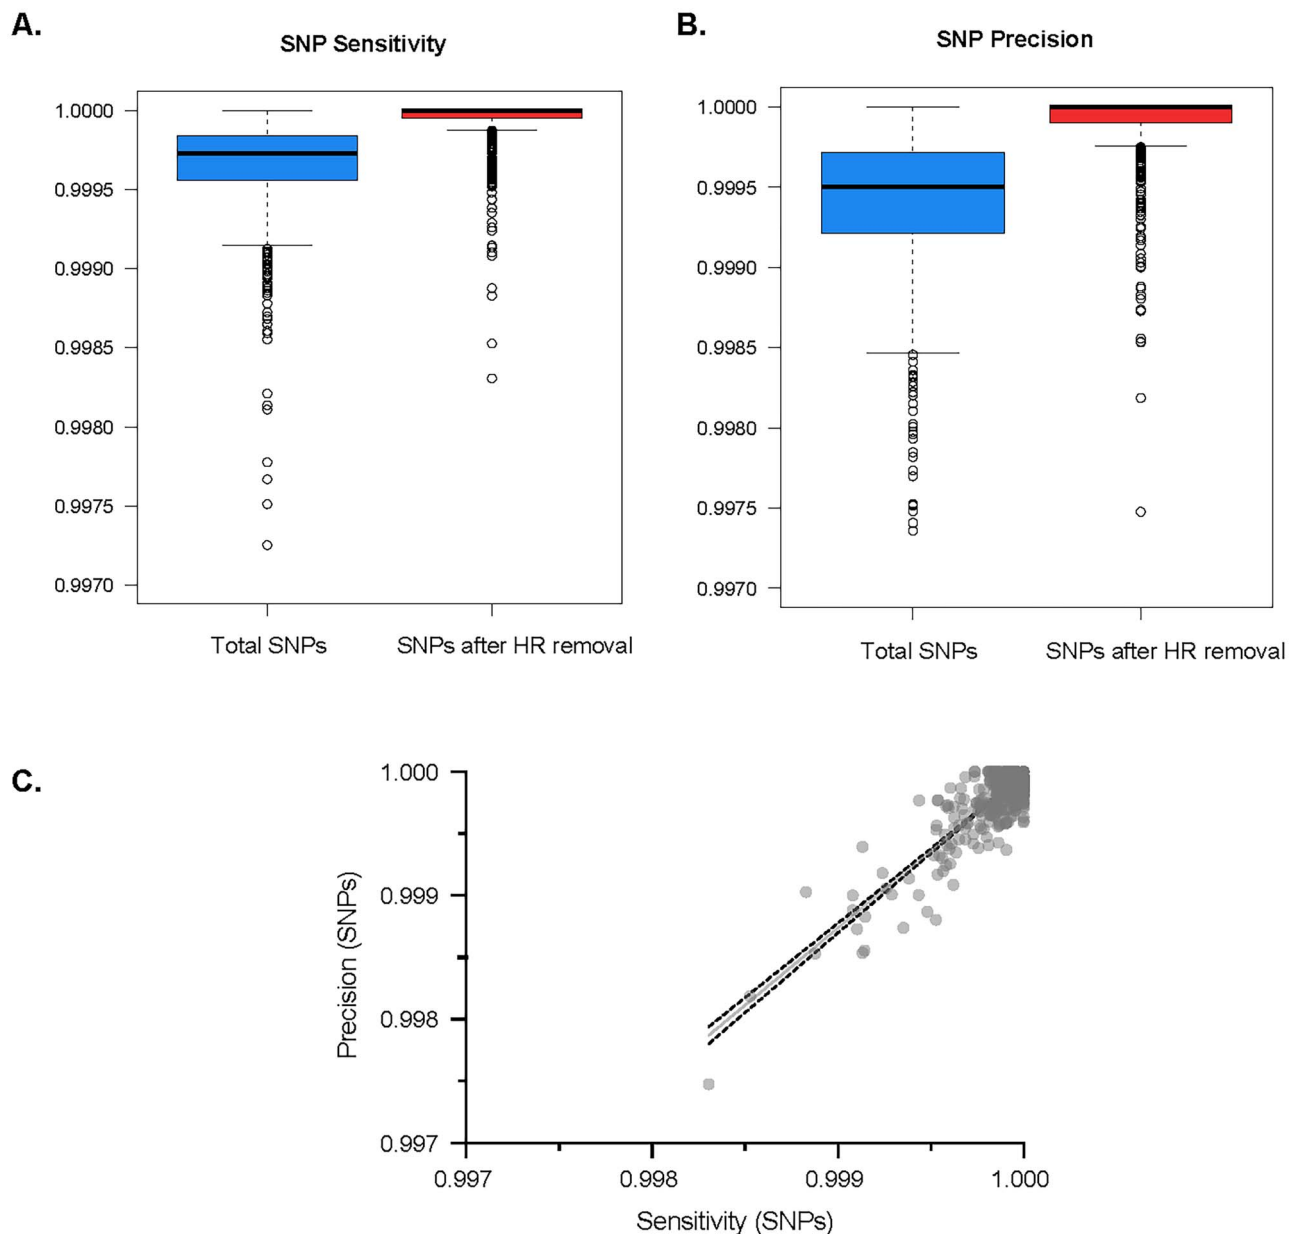 A.
SNP Sensitivity
1.0000
0.9995
0.9990
0.9985
0.9980
0.9975
0.9970
Total SNPs
SNPs after HR removal
B.
SNP Precision
1.0000
0.9995
0.9990
0.9985
0.9980
0.9975
0.9970
Total SNPs
SNPs after HR removal
C.
Precision (SNPs)
1.000
0.999
0.998
0.997
0.997
0.998
0.999
1.000
Sensitivity (SNPs)